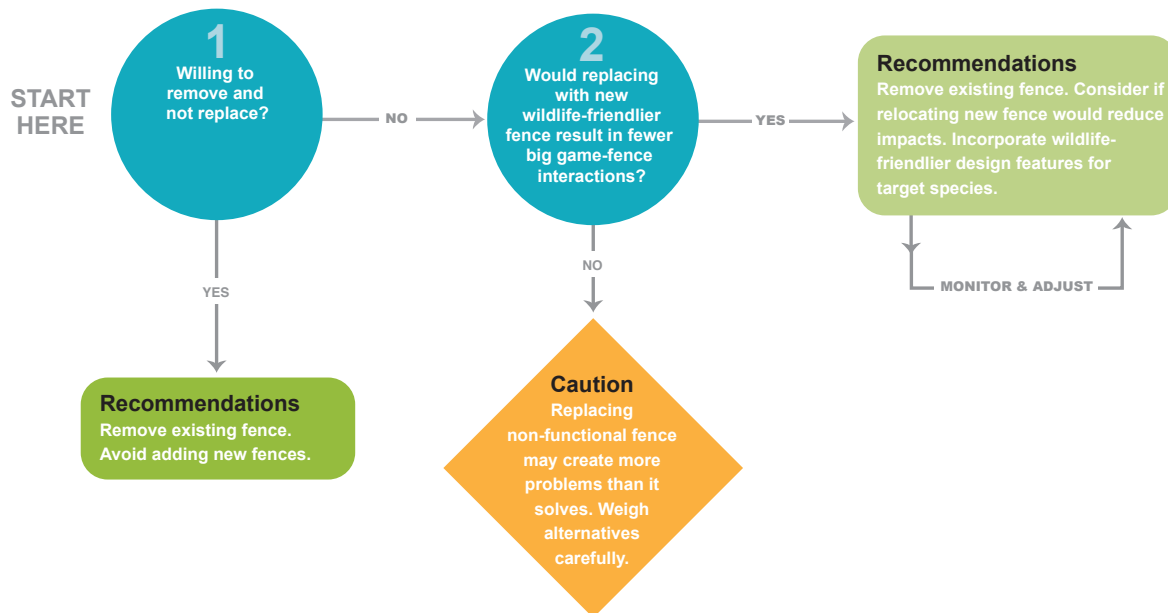 START
HERE
1
Willing to
remove and
not replace?
NO
2
Would replacing
with new
wildlife-friendlier
fence result in fewer
big game-fence
interactions?
YES
Recommendations
Remove existing fence. Consider if
relocating new fence would reduce
impacts. Incorporate wildlife-
friendlier design features for
target species.
MONITOR & ADJUST
YES
NO
Recommendations
Remove existing fence.
Avoid adding new fences.
Caution
Replacing
non-functional fence
may create more
problems than it
solves. Weigh
alternatives
carefully.